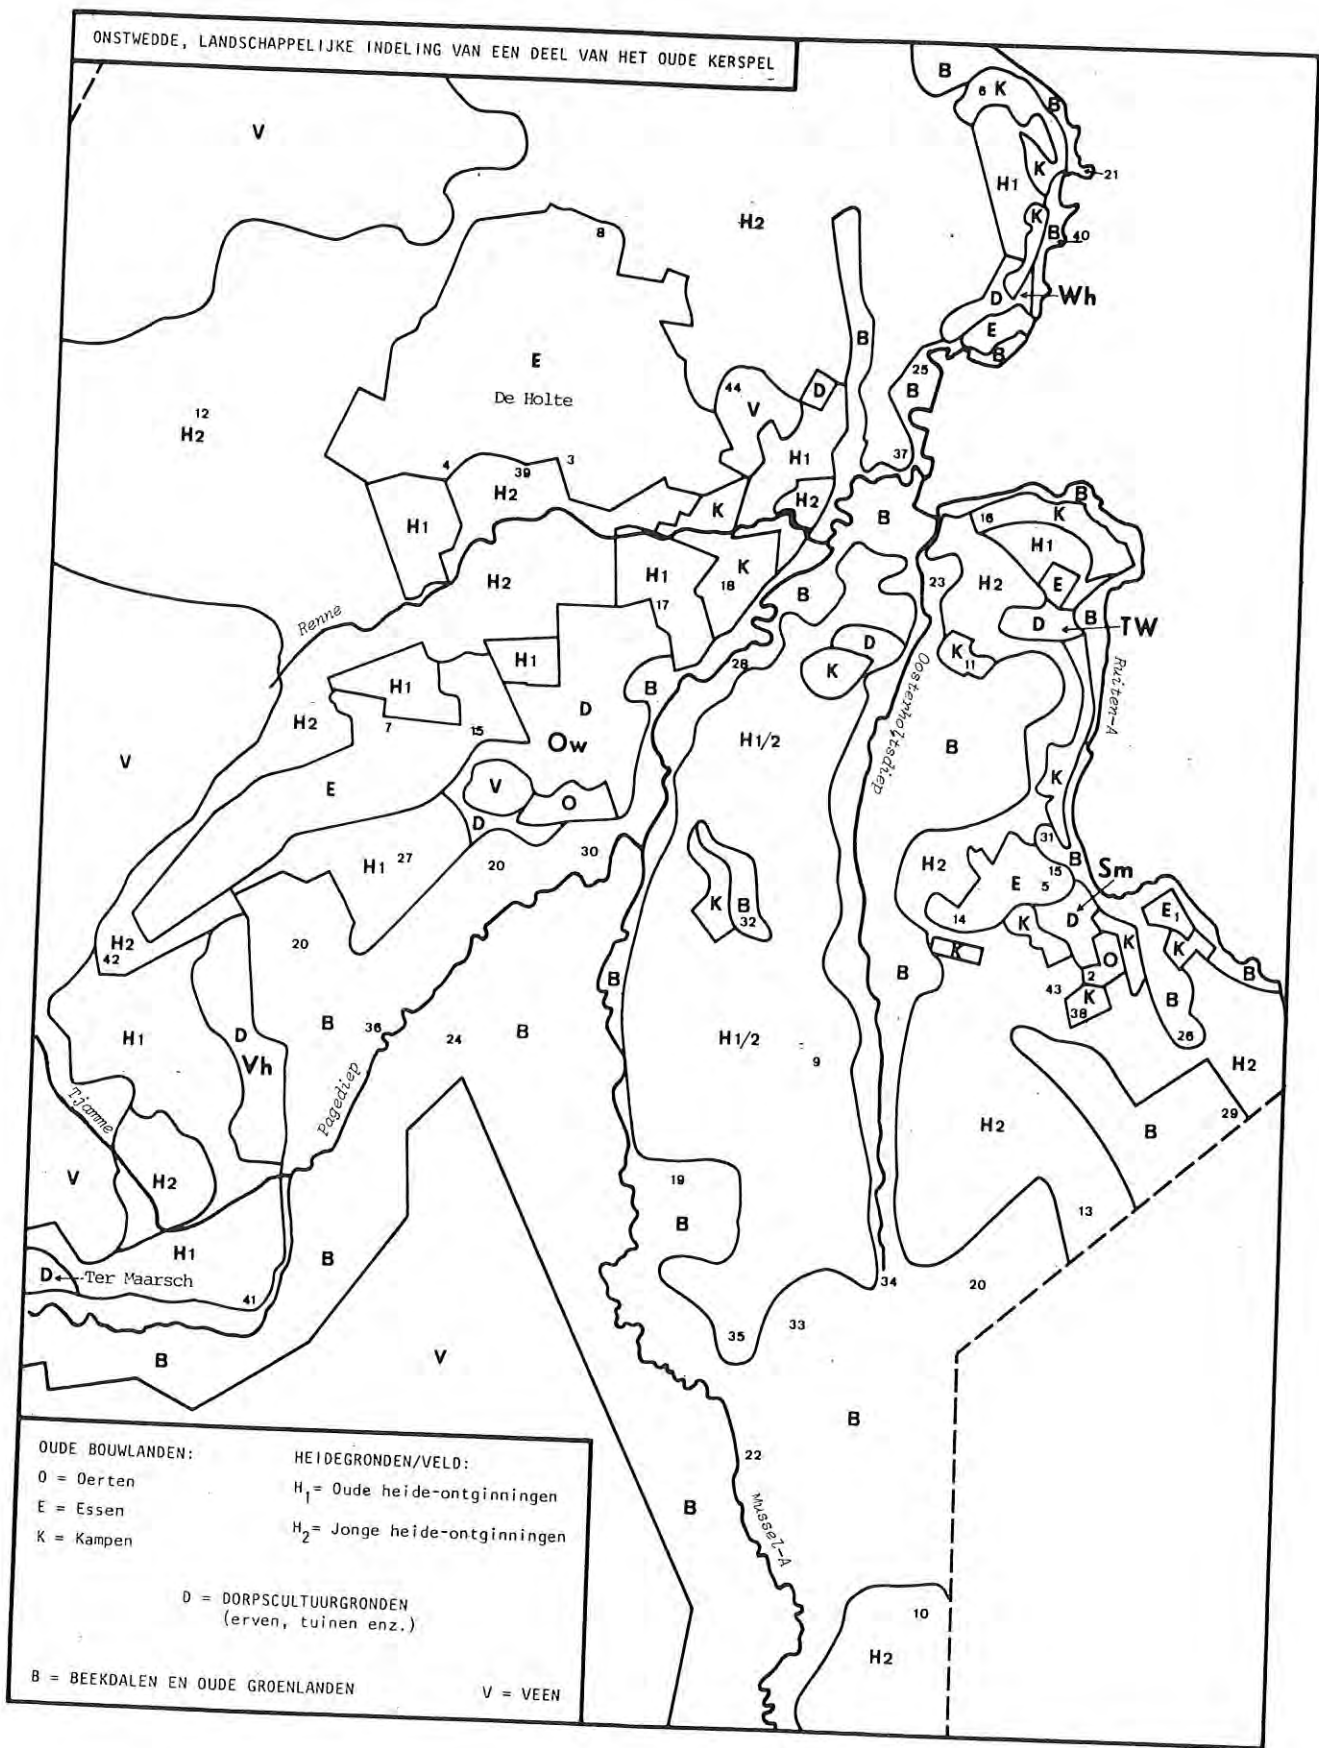 ONSTWEDDE, LANDSCHAPPELIJKE INDELING VAN EEN DEEL VAN HET OUDE KERSPEL
B
6 K
B
V
K
21
H1
K
H2
8
B
40
D
Wh
E
B
B
E
25
B
44
D
V
De Holte
12
H2
37
4
39
3
H1
H2
H2
K
B
B
K
16
H1
H1
H2
H1
K
18
B
23
H2
E
17
D
B
TW
Renne
H1
28
D
K
K
11
H1
B
Oosterholtsdiep
Ruiten-A
H2
7
15
D
Ow
H1/2
B
V
E
V
O
K
D
31
H1
27
20
30
H2
B
15
Sm
E
5
K
B
32
14
K
D
E1
K
K
H2
42
20
K
O
2
B
B
B
43
K
38
B
D
H1
B
36
24
B
H1/2
9
26
H2
Vh
Tjamme
Pagediep
29
H2
B
V
H2
19
13
B
H1
B
D
Ter Maarsch
41
34
20
35
33
B
V
B
22
B
Mussel-A
10
H2
OUDE BOUWLANDEN:
O = Oerten
E = Essen
K = Kampen
HEIDEGRONDEN/VELD:
H1= Oude heide-ontginningen
H2= Jonge heide-ontginningen
D = DORPSCULTUURGRONDEN
(erven, tuinen enz.)
B = BEEKDALEN EN OUDE GROENLANDEN
V = VEEN